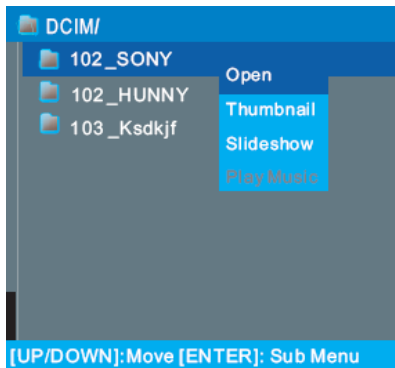 DCIM/
102_SONY
Open
102_HUNNY
Thumbnail
103_Ksdkjf
Slideshow
Play Music
[UP/DOWN]:Move [ENTER]: Sub Menu